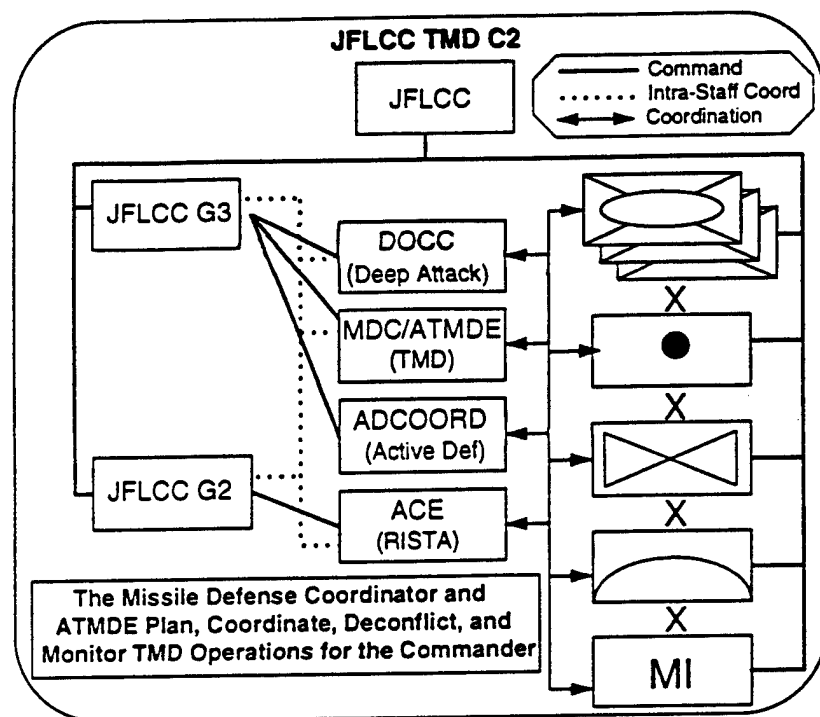 JFLCC TMD C2
JFLCC
Command
Intra-Staff Coord
Coordination
JFLCC G3
DOCC
(Deep Attack)
MDC/ATMDE
(TMD)
ADCOORD
(Active Def)
JFLCC G2
ACE
(RISTA)
X
X
X
X
MI
The Missile Defense Coordinator and
ATMDE Plan, Coordinate, Deconflict, and
Monitor TMD Operations for the Commander